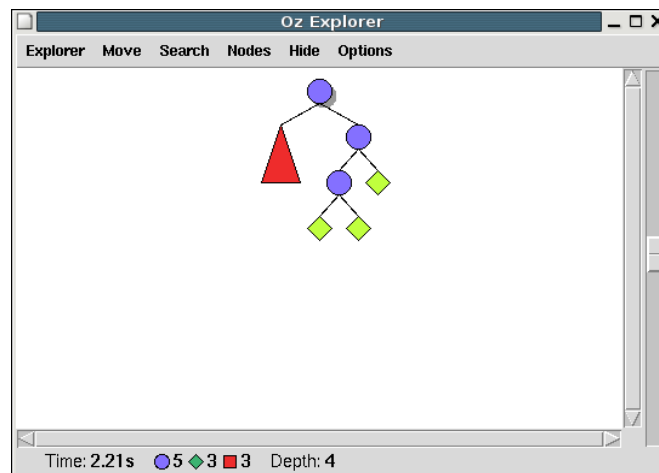 Oz Explorer
Explorer Move Search Nodes Hide Options
Time: 2.21s 5 3 3 Depth: 4